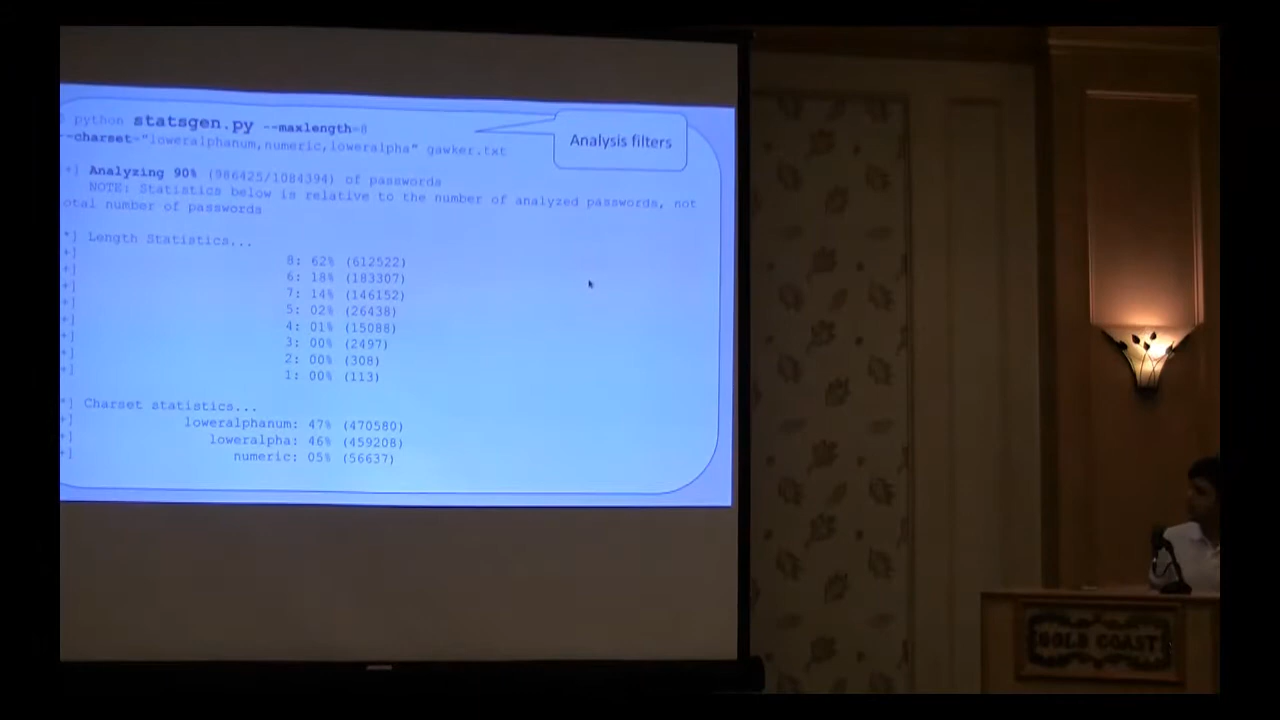 python statsgen.py --maxlength=8
--charset="loweralphanum,numeric,loweralpha" gawker.txt
Analysis filters
+] Analyzing 90% (986425/1084394) of passwords
NOTE: Statistics below is relative to the number of analyzed passwords, not
otal number of passwords
*] Length Statistics...
+] 8: 62% (612522)
+] 6: 18% (183307)
+] 7: 14% (146152)
+] 5: 02% (26438)
+] 4: 01% (15088)
+] 3: 00% (2497)
+] 2: 00% (308)
+] 1: 00% (113)
*] Charset statistics...
+] loweralphanum: 47% (470580)
+] loweralpha: 46% (459208)
+] numeric: 05% (56637)
GOLD COAST